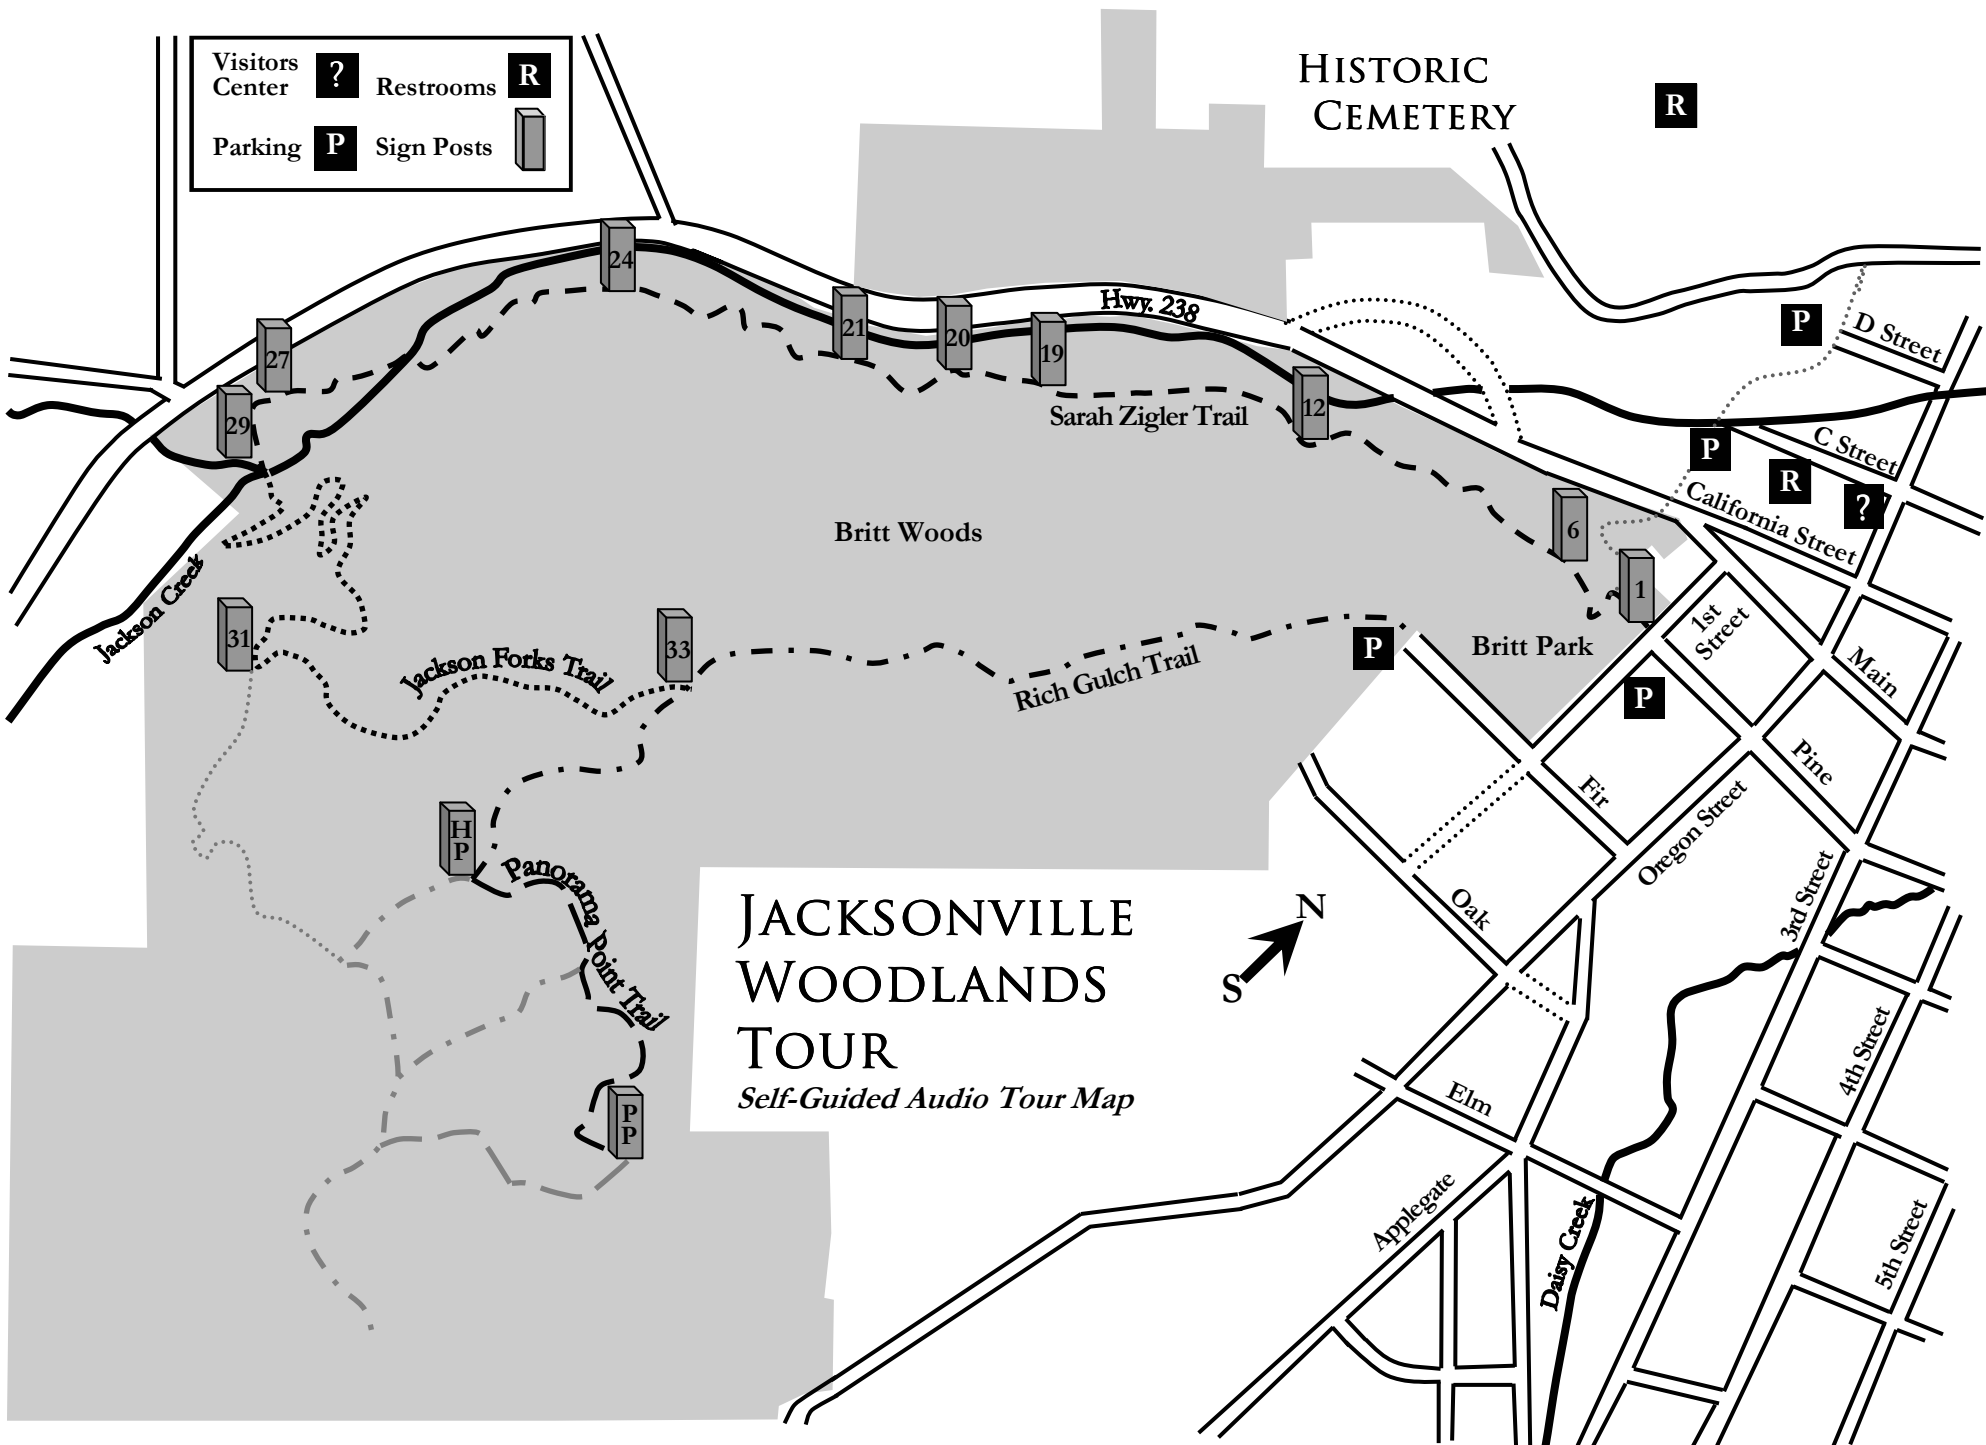 Visitors
Center
?
Restrooms
R
Parking
P
Sign Posts
HISTORIC
CEMETERY
R
24
Hwy. 238
21
20
19
27
29
12
Sarah Zigler Trail
P
D Street
P
C Street
R
?
California Street
6
1
Britt Woods
Jackson Creek
31
Jackson Forks Trail
33
Rich Gulch Trail
P
Britt Park
1st
Street
Main
P
Pine
Fir
Oregon Street
H
P
Panorama Point Trail
JACKSONVILLE
WOODLANDS
TOUR
Self-Guided Audio Tour Map
N
S
Oak
3rd Street
P
P
Elm
4th Street
Applegate
Daisy Creek
5th Street